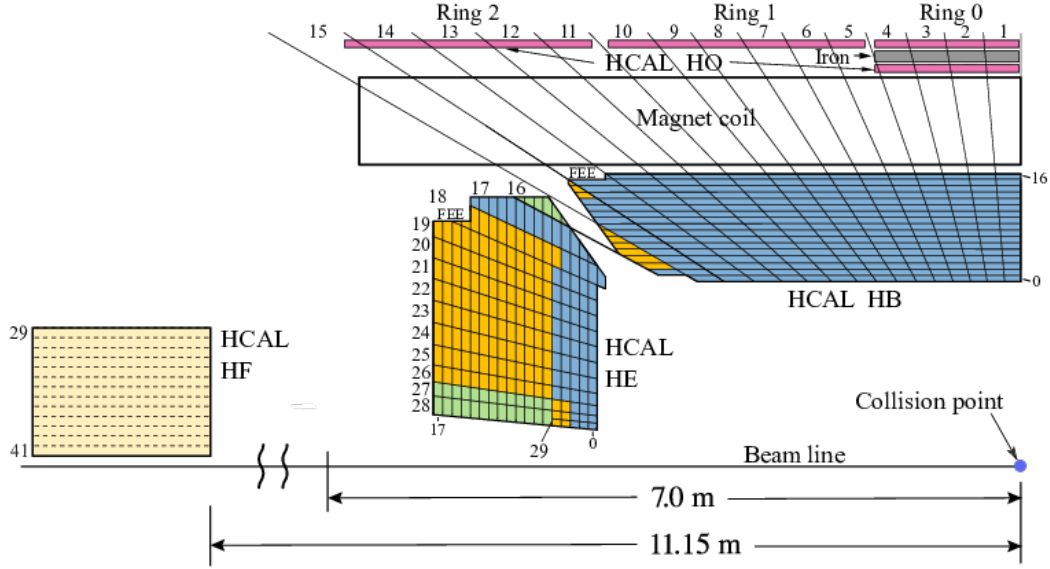 Ring 2 Ring 1 Ring 0
15 14 13 12 11 10 9 8 7 6 5 4 3 2 1
Iron
HCAL HO
Magnet coil
FEE
16
18 17 16
FEE
19
20
21
22
23
24
25
26
27
28
17
29
0
0
HCAL HB
HCAL
HE
29
HCAL
HF
41
Collision point
Beam line
7.0 m
11.15 m